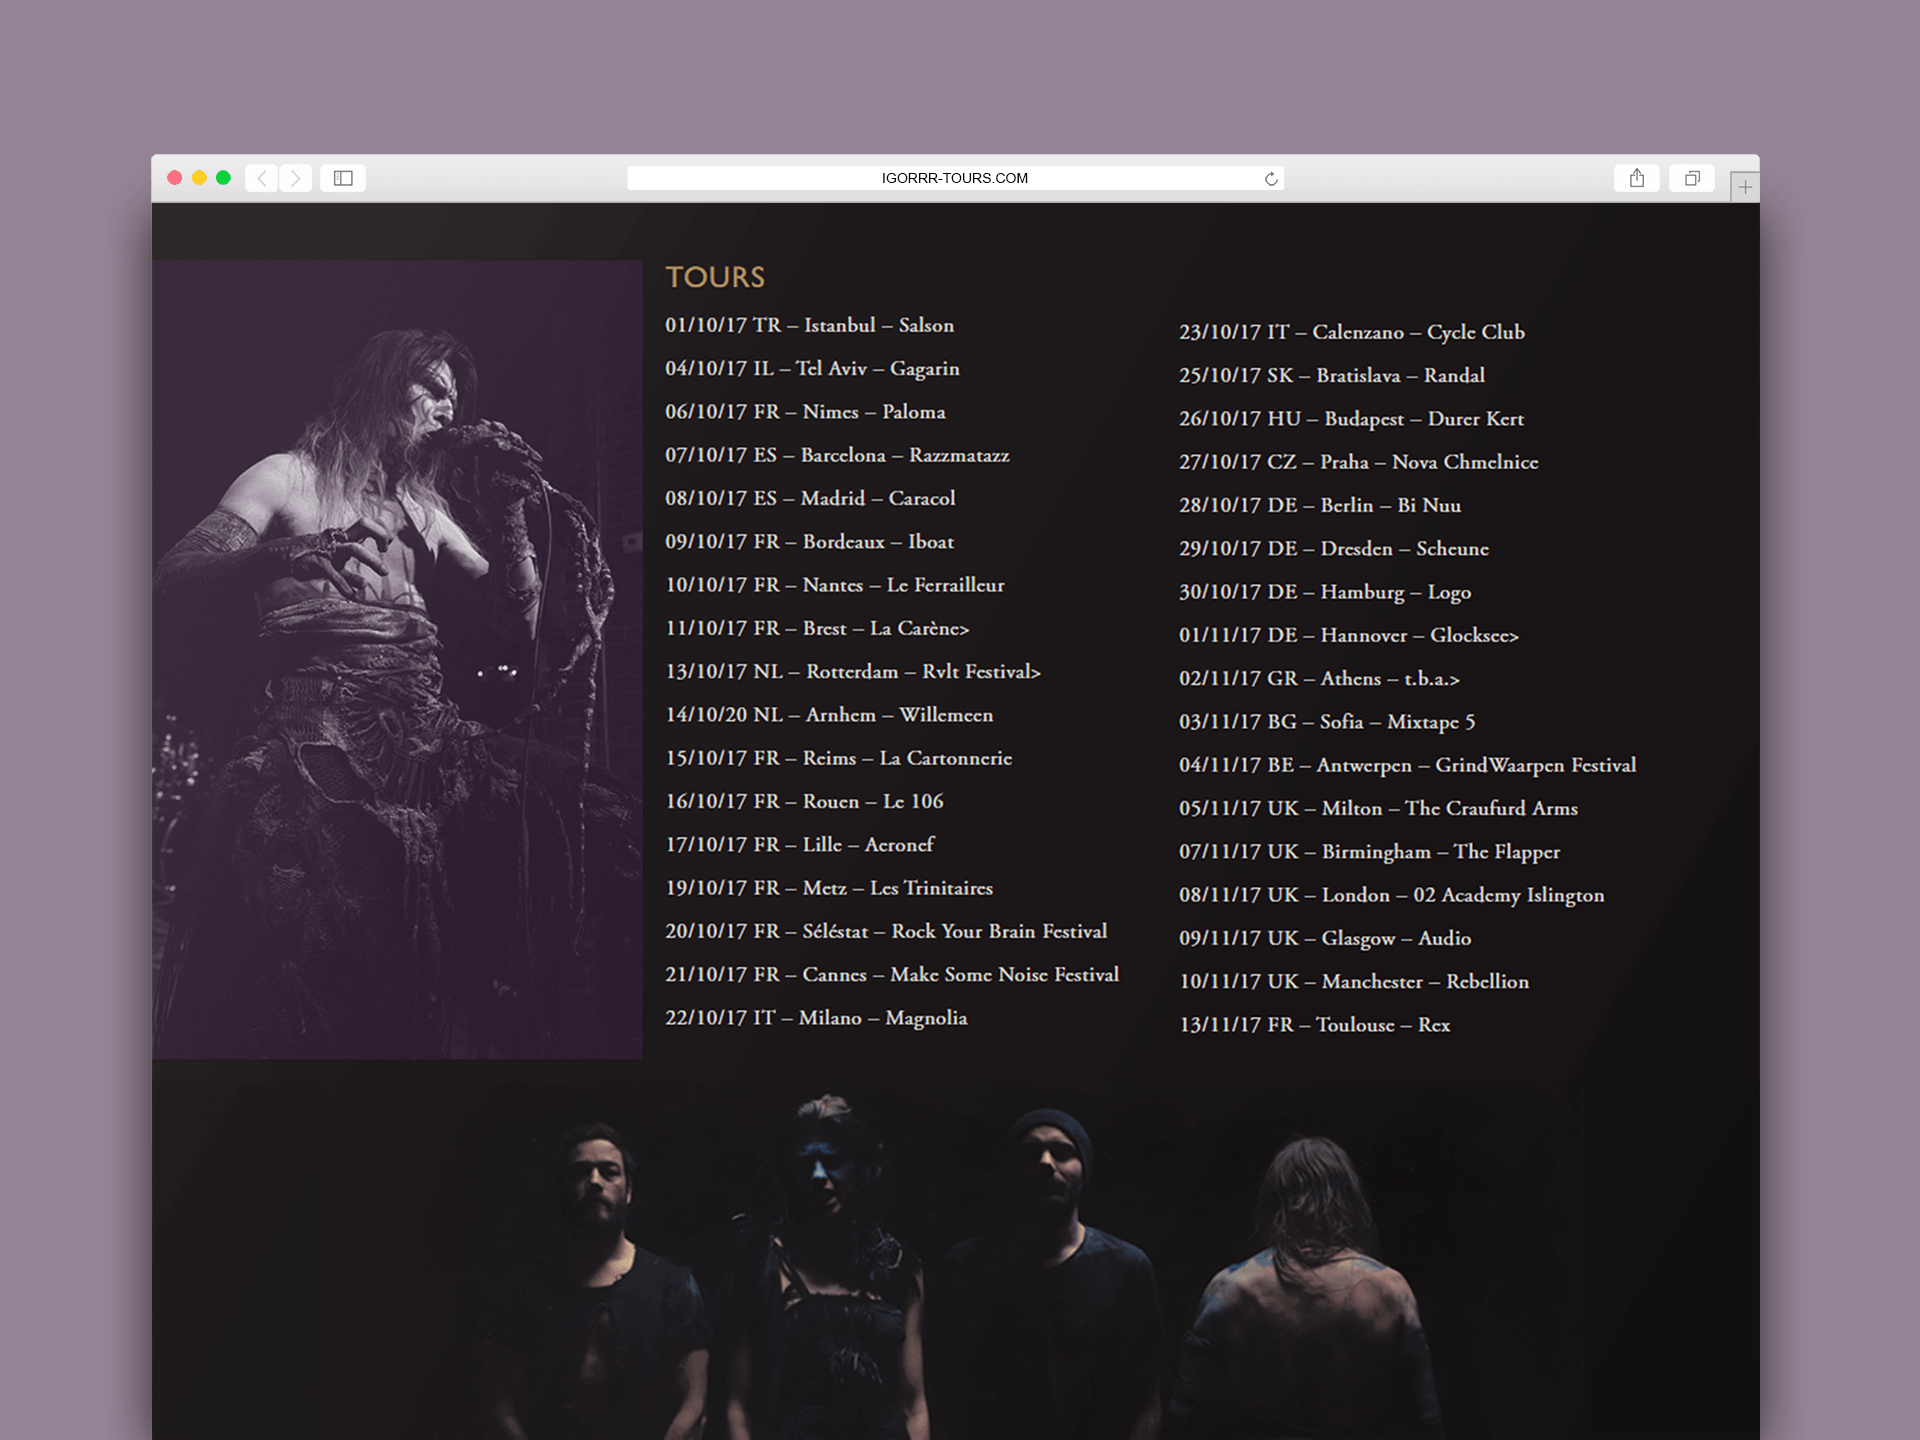 IGORRR-TOURS.COM
TOURS
01/10/17 TR – Istanbul – Salson
04/10/17 IL – Tel Aviv – Gagarin
06/10/17 FR – Nimes – Paloma
07/10/17 ES – Barcelona – Razzmatazz
08/10/17 ES – Madrid – Caracol
09/10/17 FR – Bordeaux – Iboat
10/10/17 FR – Nantes – Le Ferrailleur
11/10/17 FR – Brest – La Carène>
13/10/17 NL – Rotterdam – Rvlt Festival>
14/10/20 NL – Arnhem – Willemeen
15/10/17 FR – Reims – La Cartonnerie
16/10/17 FR – Rouen – Le 106
17/10/17 FR – Lille – Aeronef
19/10/17 FR – Metz – Les Trinitaires
20/10/17 FR – Séléstat – Rock Your Brain Festival
21/10/17 FR – Cannes – Make Some Noise Festival
22/10/17 IT – Milano – Magnolia
23/10/17 IT – Calenzano – Cycle Club
25/10/17 SK – Bratislava – Randal
26/10/17 HU – Budapest – Durer Kert
27/10/17 CZ – Praha – Nova Chmelnice
28/10/17 DE – Berlin – Bi Nuu
29/10/17 DE – Dresden – Scheune
30/10/17 DE – Hamburg – Logo
01/11/17 DE – Hannover – Glocksee>
02/11/17 GR – Athens – t.b.a.>
03/11/17 BG – Sofia – Mixtape 5
04/11/17 BE – Antwerpen – GrindWaarpen Festival
05/11/17 UK – Milton – The Craufurd Arms
07/11/17 UK – Birmingham – The Flapper
08/11/17 UK – London – 02 Academy Islington
09/11/17 UK – Glasgow – Audio
10/11/17 UK – Manchester – Rebellion
13/11/17 FR – Toulouse – Rex